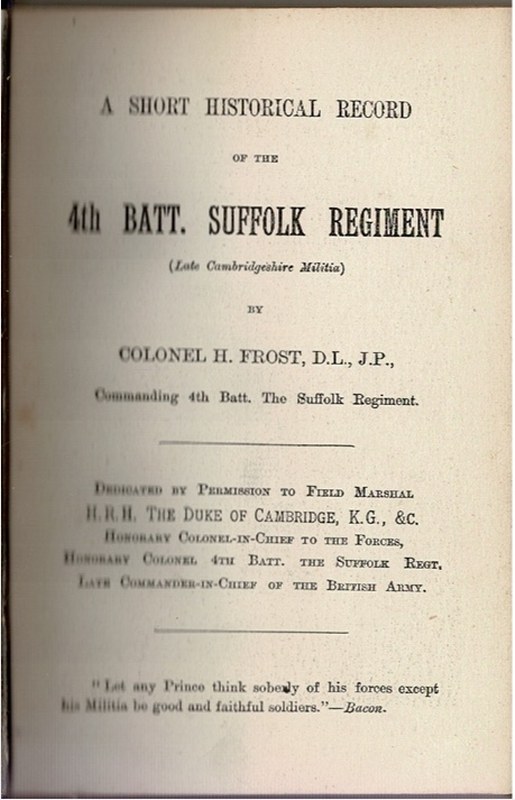 A SHORT HISTORICAL RECORD
OF THE
4th BATT. SUFFOLK REGIMENT
(Late Cambridgeshire Militia)
BY
COLONEL H. FROST, D.L., J.P.,
Commanding 4th Batt. The Suffolk Regiment.
DEDICATED BY PERMISSION TO FIELD MARSHAL
H.R.H. THE DUKE OF CAMBRIDGE, K.G., &C.
HONORARY COLONEL-IN-CHIEF TO THE FORCES,
HONORARY COLONEL 4TH BATT. THE SUFFOLK REGT.
LATE COMMANDER-IN-CHIEF OF THE BRITISH ARMY.
"Let any Prince think soberly of his forces except
his Militia be good and faithful soldiers."—Bacon.